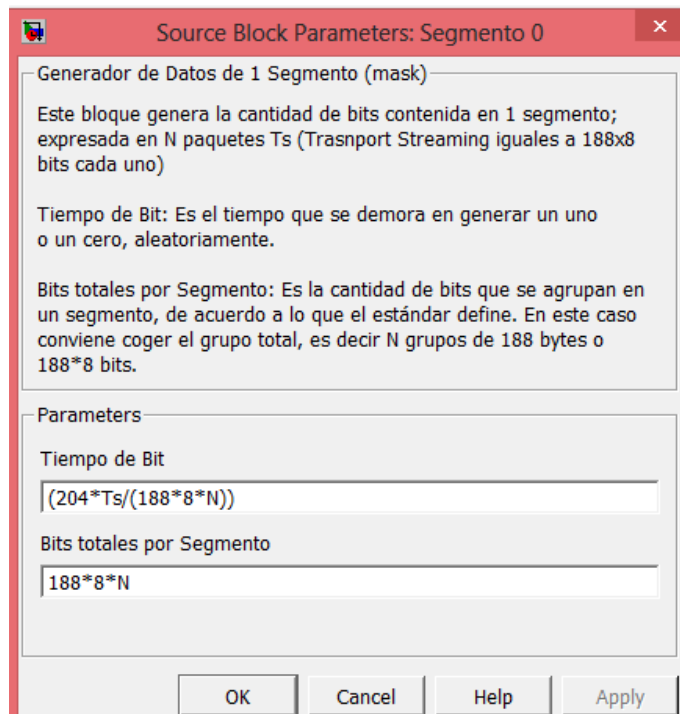 Source Block Parameters: Segmento 0
×
Generador de Datos de 1 Segmento (mask)
Este bloque genera la cantidad de bits contenida en 1 segmento;
expresada en N paquetes Ts (Trasnport Streaming iguales a 188x8
bits cada uno)
Tiempo de Bit: Es el tiempo que se demora en generar un uno
o un cero, aleatoriamente.
Bits totales por Segmento: Es la cantidad de bits que se agrupan en
un segmento, de acuerdo a lo que el estándar define. En este caso
conviene coger el grupo total, es decir N grupos de 188 bytes o
188*8 bits.
Parameters
Tiempo de Bit
(204*Ts/(188*8*N))
Bits totales por Segmento
188*8*N
OK Cancel Help Apply